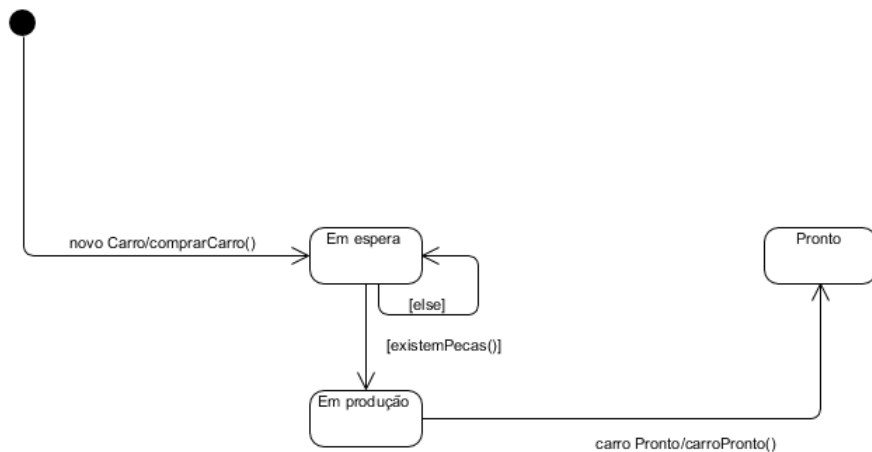 novo Carro/comprarCarro()
Em espera
Pronto
[else]
[existemPecas()]
Em produção
carro Pronto/carroPronto()